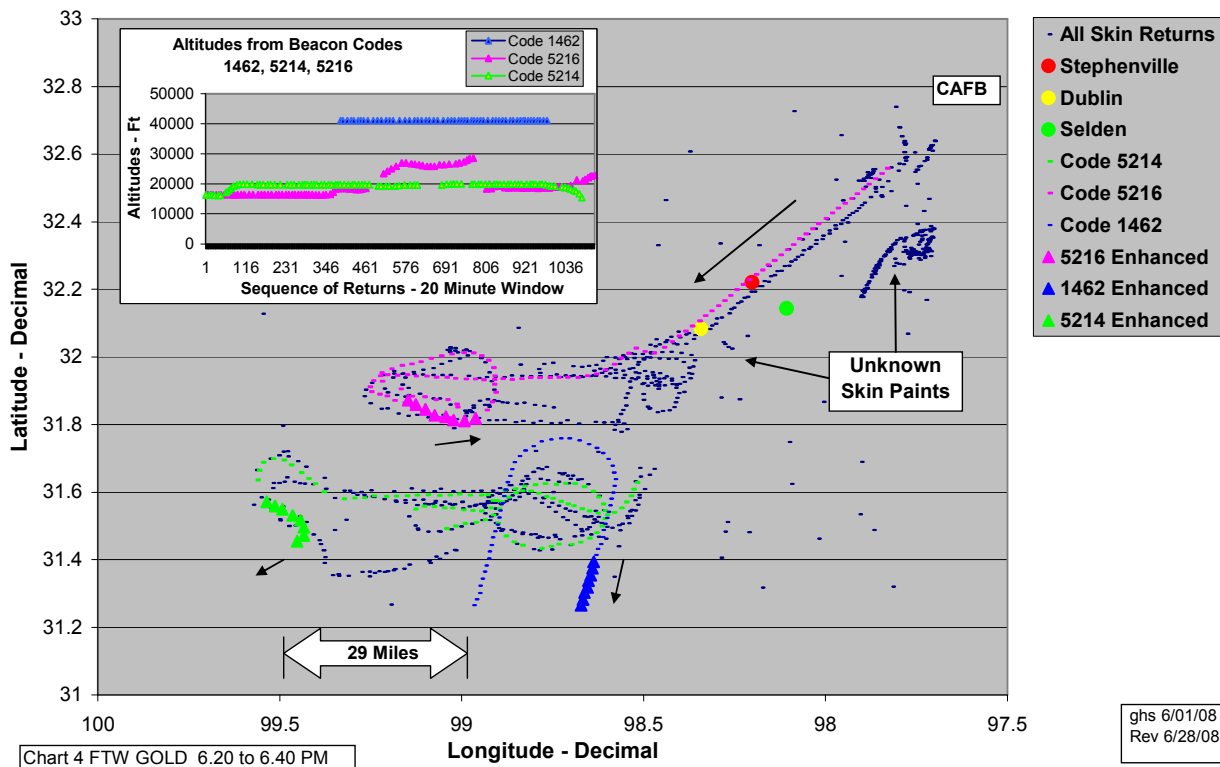 Altitudes from Beacon Codes
1462, 5214, 5216
Code 1462
Code 5216
Code 5214
Altitudes - Ft
50000
40000
30000
20000
10000
0
1 116 231 346 461 576 691 806 921 1036
Sequence of Returns - 20 Minute Window
CAFB
Unknown
Skin Paints
29 Miles
Latitude - Decimal
33
32.8
32.6
32.4
32.2
32
31.8
31.6
31.4
31.2
31
100 99.5 99 98.5 98 97.5
Longitude - Decimal
All Skin Returns
Stephenville
Dublin
Selden
Code 5214
Code 5216
Code 1462
5216 Enhanced
1462 Enhanced
5214 Enhanced
Chart 4 FTW GOLD 6.20 to 6.40 PM
ghs 6/01/08
Rev 6/28/08